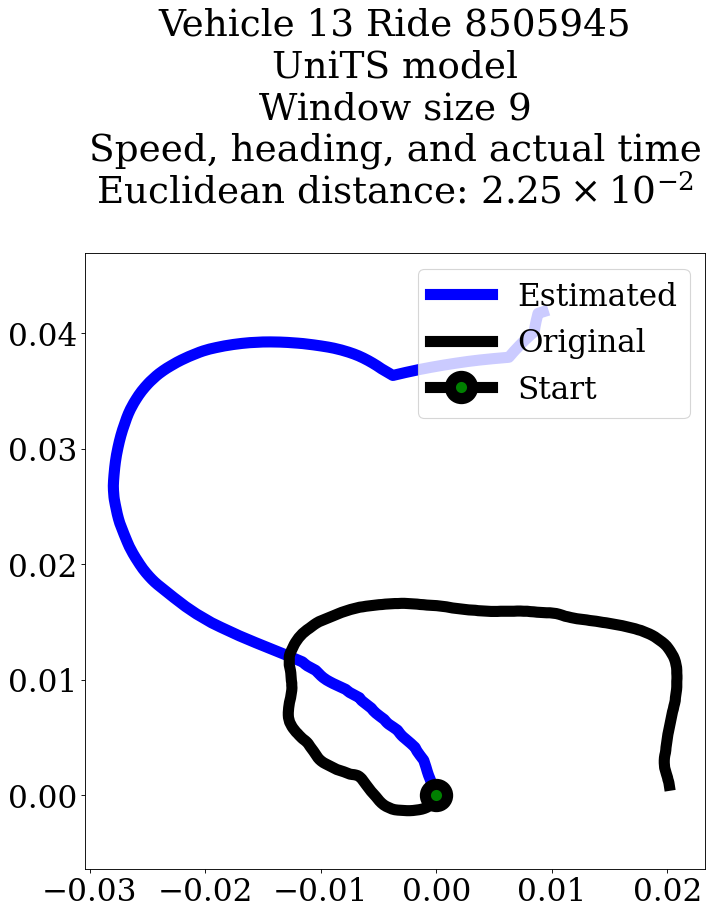 Vehicle 13 Ride 8505945
UniTS model
Window size 9
Speed, heading, and actual time
Euclidean distance: 2.25 × 10⁻²
Estimated
Original
Start
0.04
0.03
0.02
0.01
0.00
−0.03 −0.02 −0.01 0.00 0.01 0.02